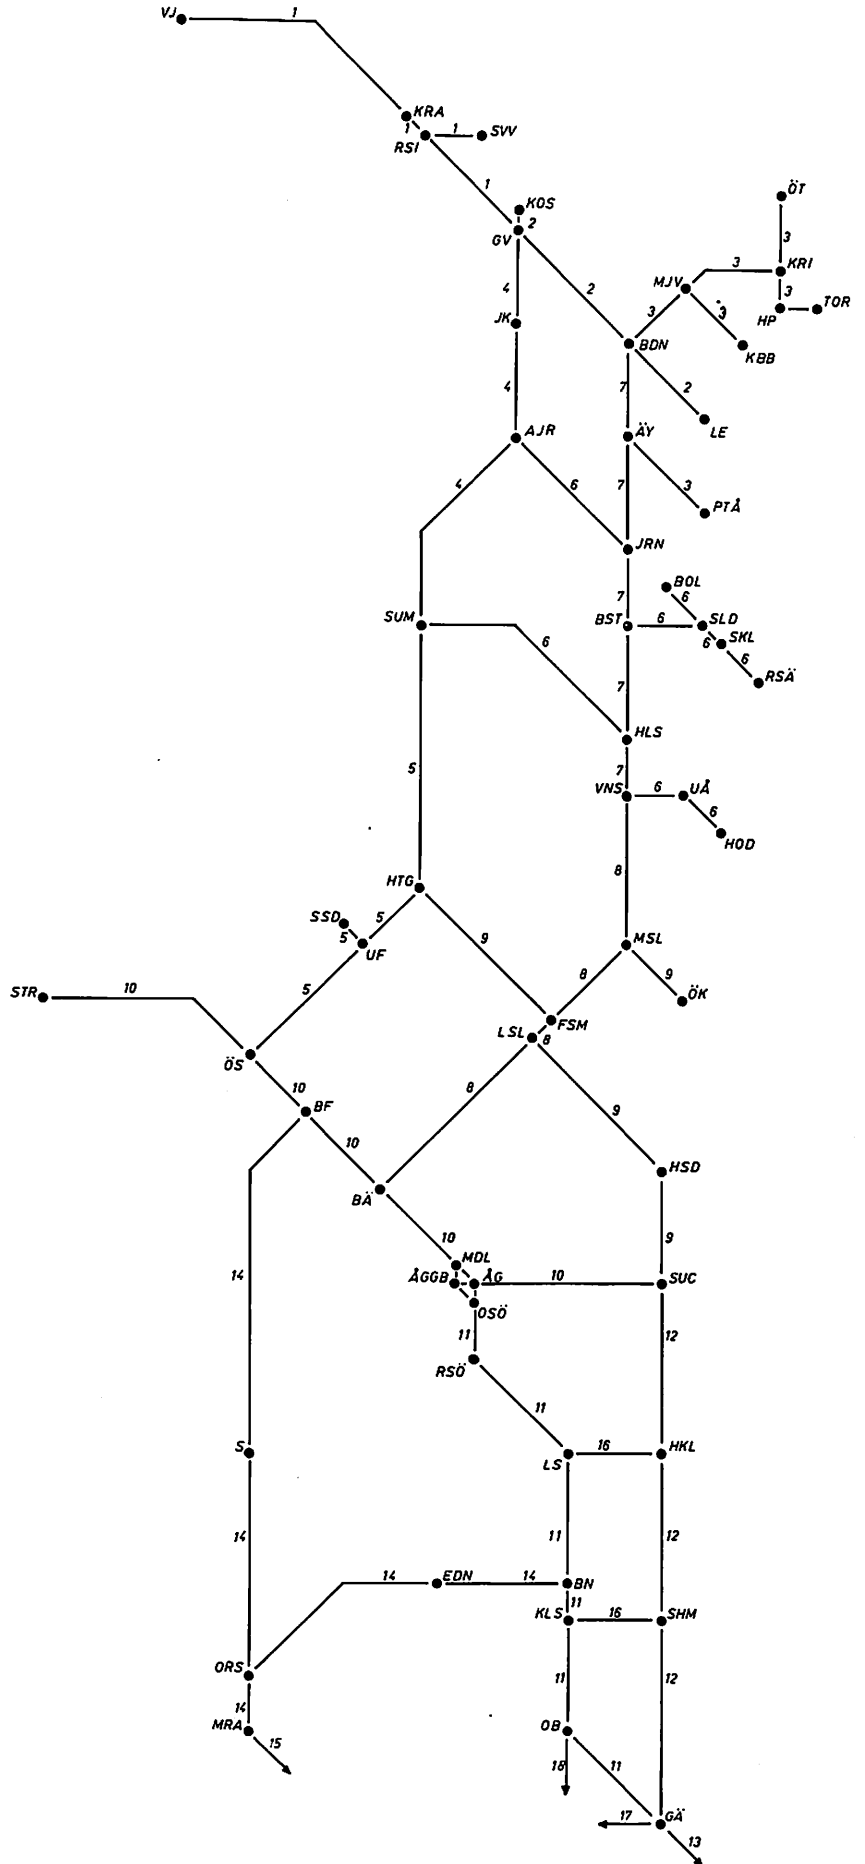 VJ 1
KRA
1 1 SVV
RSI
1
ÖT
KOS
2
GV
3
3 KRI
MJV
4 2 3 TOR
3 3 HP
JK
BDN KBB
4 7 2
AJR ÄY LE
4 6 7 3
PTÅ
JRN
BOL
7 6
SUM BST 6 SLD
6 6 SKL
6
RSÄ
7
HLS
5 7
VNS 6 UÅ
6
HOD
8
HTG
SSD 5
5 9 MSL
UF
8 9
STR 10 5 ÖK
FSM
LSL 8
ÖS
10 8
BF 9
10
HSD
BÄ
10 9
MDL
14 ÅGGB ÅG 10 SUC
OSÖ
11 12
RSÖ
11
S 16 HKL
LS
14 11 12
14 EDN 14 BN
11
KLS 16 SHM
ORS
11 12
14
MRA OB
15
18 11
17 GÄ
13